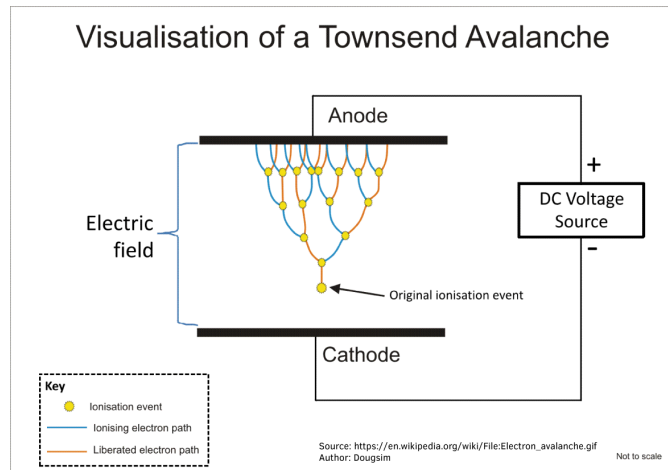 Visualisation of a Townsend Avalanche
Anode
+
Electric
field
DC Voltage
Source
-
Original ionisation event
Cathode
Key
Ionisation event
Ionising electron path
Liberated electron path
Source: https://en.wikipedia.org/wiki/File:Electron_avalanche.gif
Author: Dougsim
Not to scale